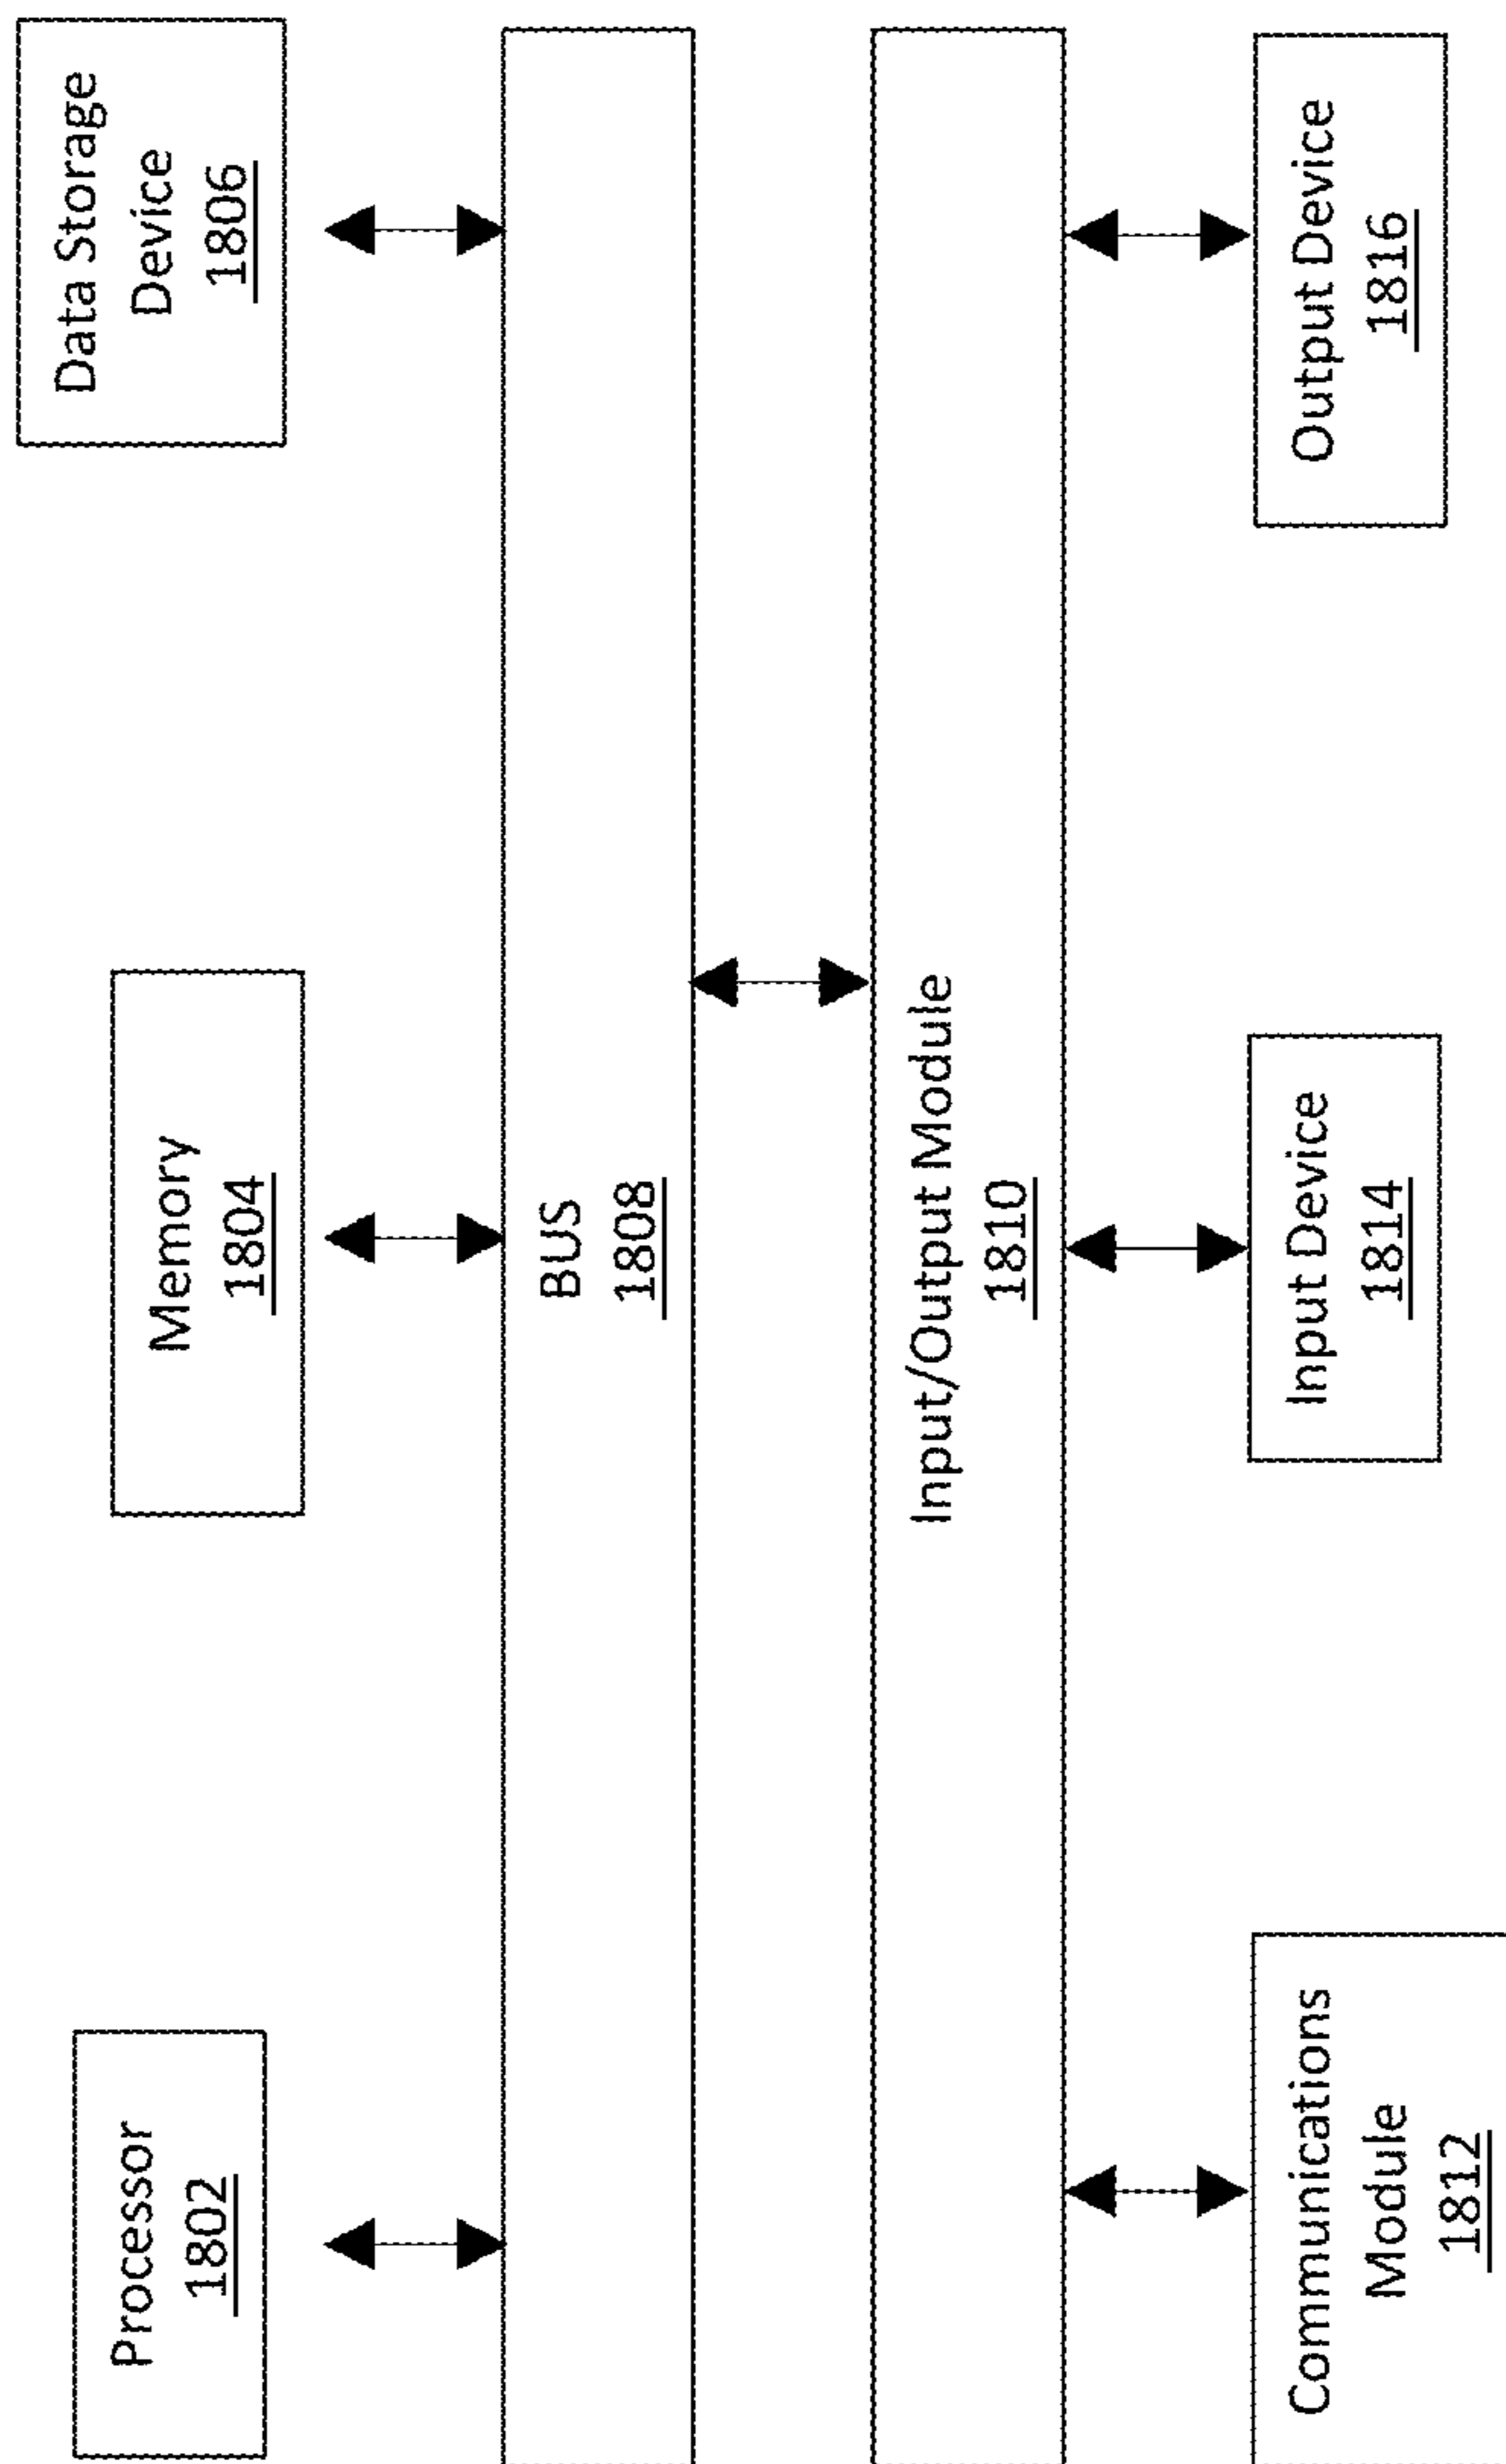 Processor
1802
Memory
1804
Data Storage
Device
1806
BUS
1808
Input/Output Module
1810
Communications
Module
1812
Input Device
1814
Output Device
1816